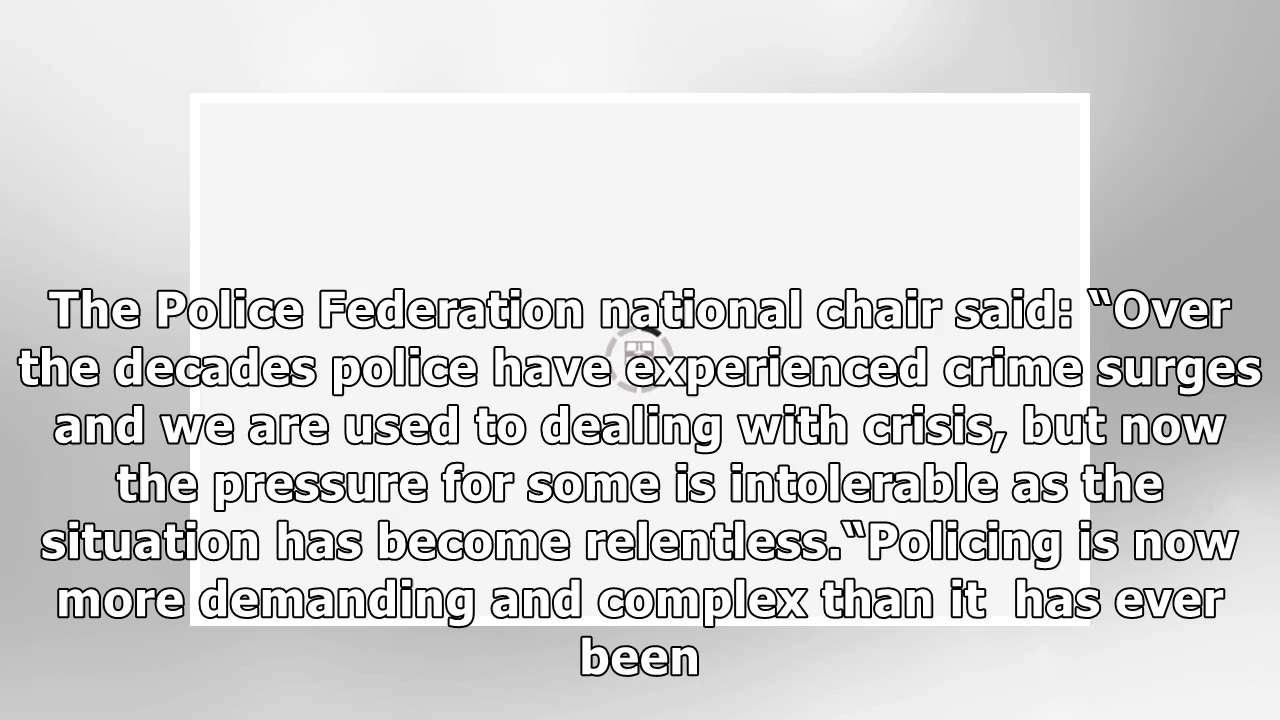 The Police Federation national chair said: “Over
the decades police have experienced crime surges
and we are used to dealing with crisis, but now
the pressure for some is intolerable as the
situation has become relentless.“Policing is now
more demanding and complex than it  has ever
been